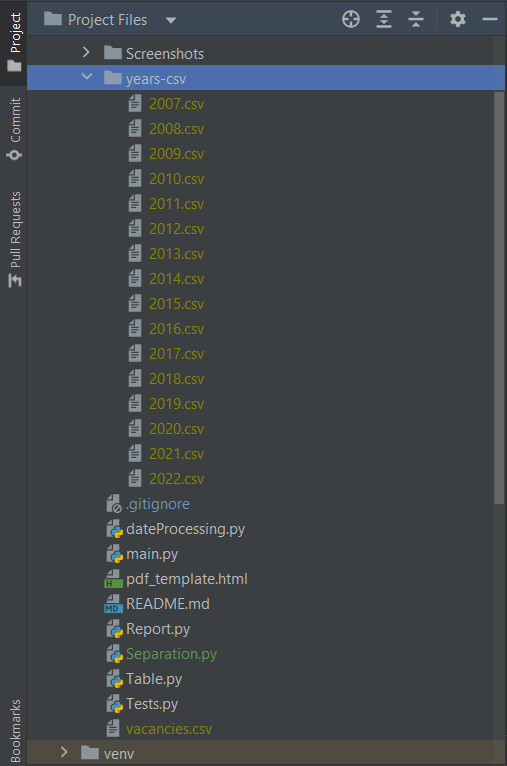 Project Files
Project
Commit
Pull Requests
Bookmarks
Screenshots
years-csv
2007.csv
2008.csv
2009.csv
2010.csv
2011.csv
2012.csv
2013.csv
2014.csv
2015.csv
2016.csv
2017.csv
2018.csv
2019.csv
2020.csv
2021.csv
2022.csv
.gitignore
dateProcessing.py
main.py
H pdf_template.html
MD README.md
Report.py
Separation.py
Table.py
Tests.py
vacancies.csv
venv